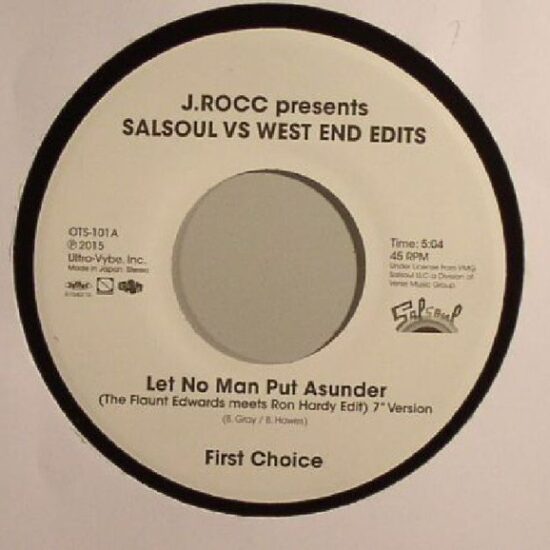 J.ROCC presents
SALSOUL VS WEST END EDITS
OTS-101A
℗ 2015
Ultra-Vybe, Inc.
Made in Japan. Stereo
Time: 5:04
45 RPM
Under License from VMG
Salsoul LLC a Division of
Verse Music Group
Salsoul
Let No Man Put Asunder
(The Flaunt Edwards meets Ron Hardy Edit) 7" Version
(B. Gray / B. Hawes)
First Choice